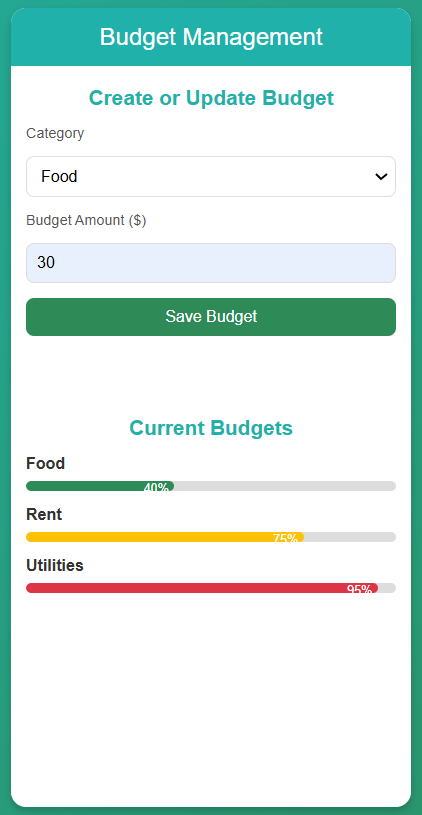 Budget Management
Create or Update Budget
Category
Food
Budget Amount ($)
30
Save Budget
Current Budgets
Food
40%
Rent
75%
Utilities
95%